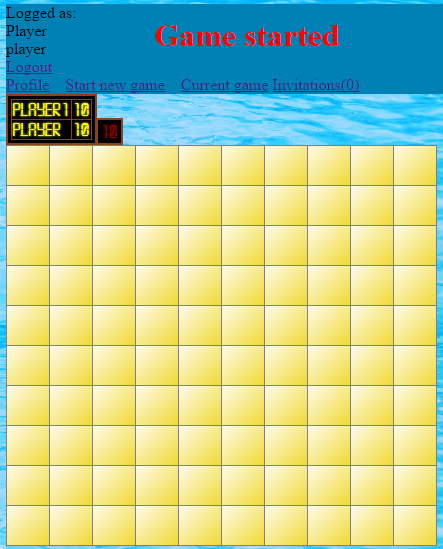 Logged as:
Player
player
Game started
Logout
Profile Start new game Current game Invitations(0)
PLAYER1 10
PLAYER 10
10